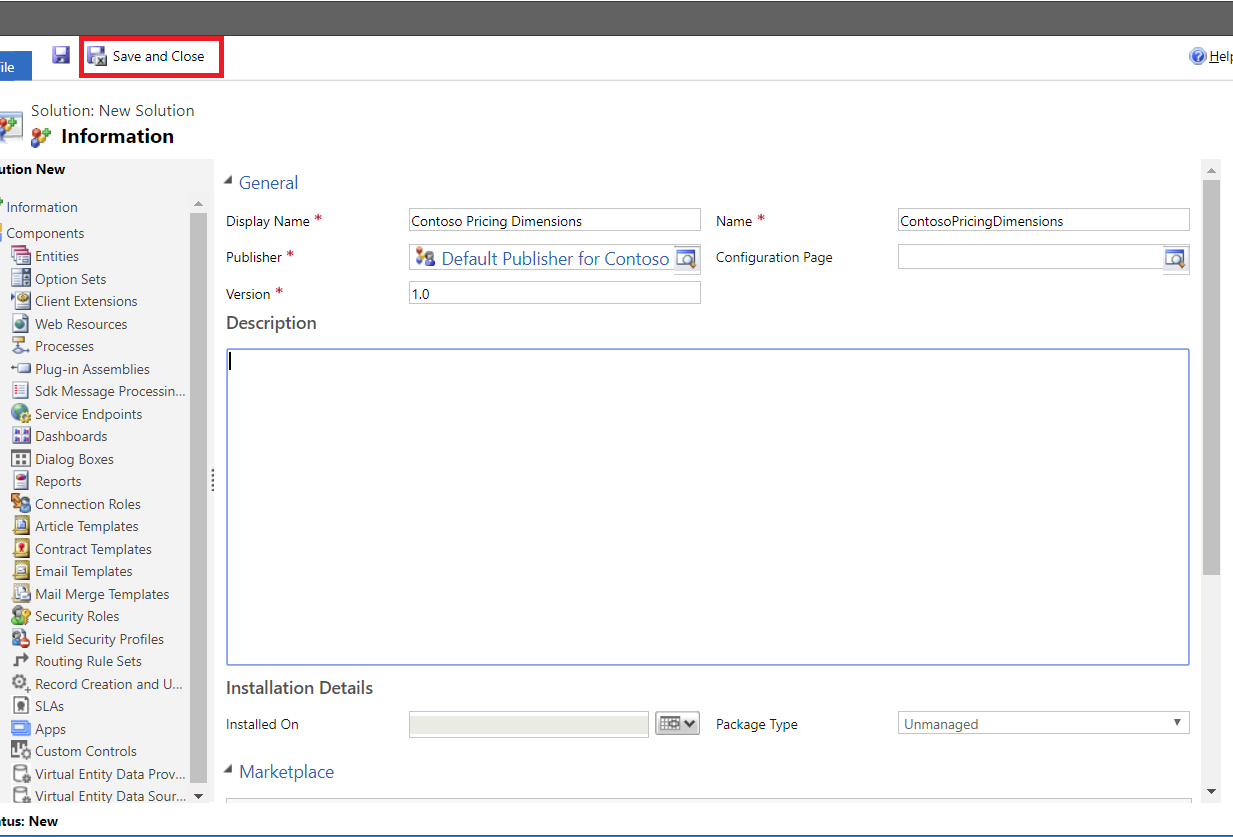 ile
Save and Close
Help
Solution: New Solution
Information
ution New
Information
Components
Entities
Option Sets
Client Extensions
Web Resources
Processes
Plug-in Assemblies
Sdk Message Processin...
Service Endpoints
Dashboards
Dialog Boxes
Reports
Connection Roles
Article Templates
Contract Templates
Email Templates
Mail Merge Templates
Security Roles
Field Security Profiles
Routing Rule Sets
Record Creation and U...
SLAs
Apps
Custom Controls
Virtual Entity Data Prov...
Virtual Entity Data Sour...
General
Display Name * Contoso Pricing Dimensions Name * ContosoPricingDimensions
Publisher * Default Publisher for Contoso Configuration Page
Version * 1.0
Description
Installation Details
Installed On Package Type Unmanaged
Marketplace
atus: New